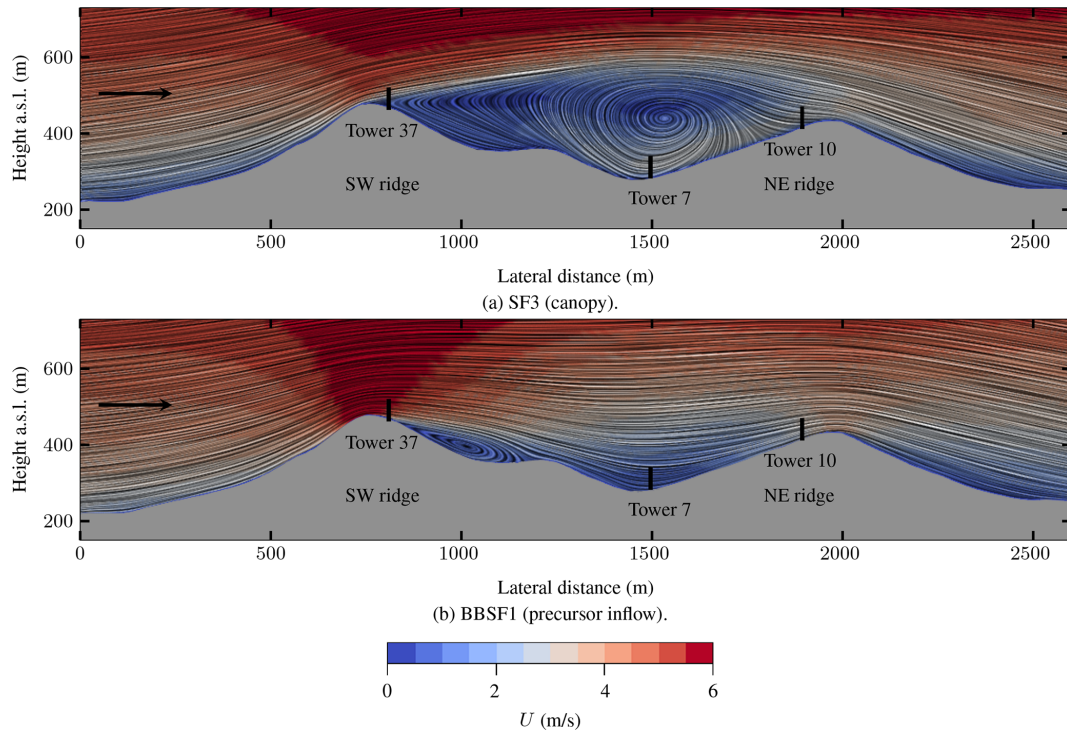 600
400
200
Height a.s.l. (m)
Tower 37
Tower 10
SW ridge
NE ridge
Tower 7
0
500
1000
1500
2000
2500
Lateral distance (m)
(a) SF3 (canopy).
600
400
200
Height a.s.l. (m)
Tower 37
Tower 10
SW ridge
NE ridge
Tower 7
0
500
1000
1500
2000
2500
Lateral distance (m)
(b) BBSF1 (precursor inflow).
0
2
4
6
U (m/s)